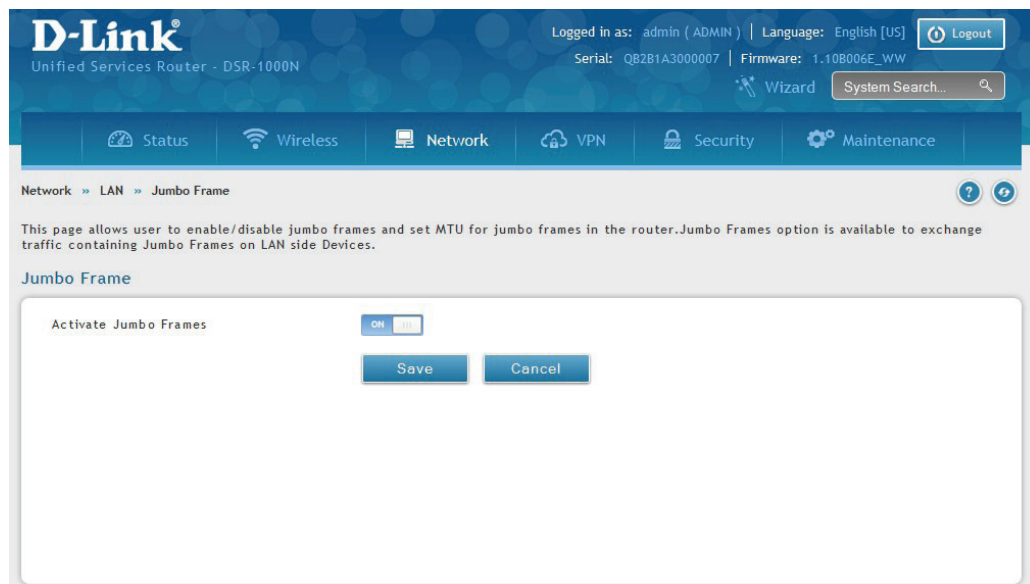 D-Link®
Logged in as: admin ( ADMIN ) | Language: English [US]
Logout
Unified Services Router - DSR-1000N
Serial: QB2B1A3000007 | Firmware: 1.10B006E_WW
Wizard
System Search...
Status
Wireless
Network
VPN
Security
Maintenance
Network » LAN » Jumbo Frame
?
This page allows user to enable/disable jumbo frames and set MTU for jumbo frames in the router.Jumbo Frames option is available to exchange
traffic containing Jumbo Frames on LAN side Devices.
Jumbo Frame
Activate Jumbo Frames
ON
Save
Cancel